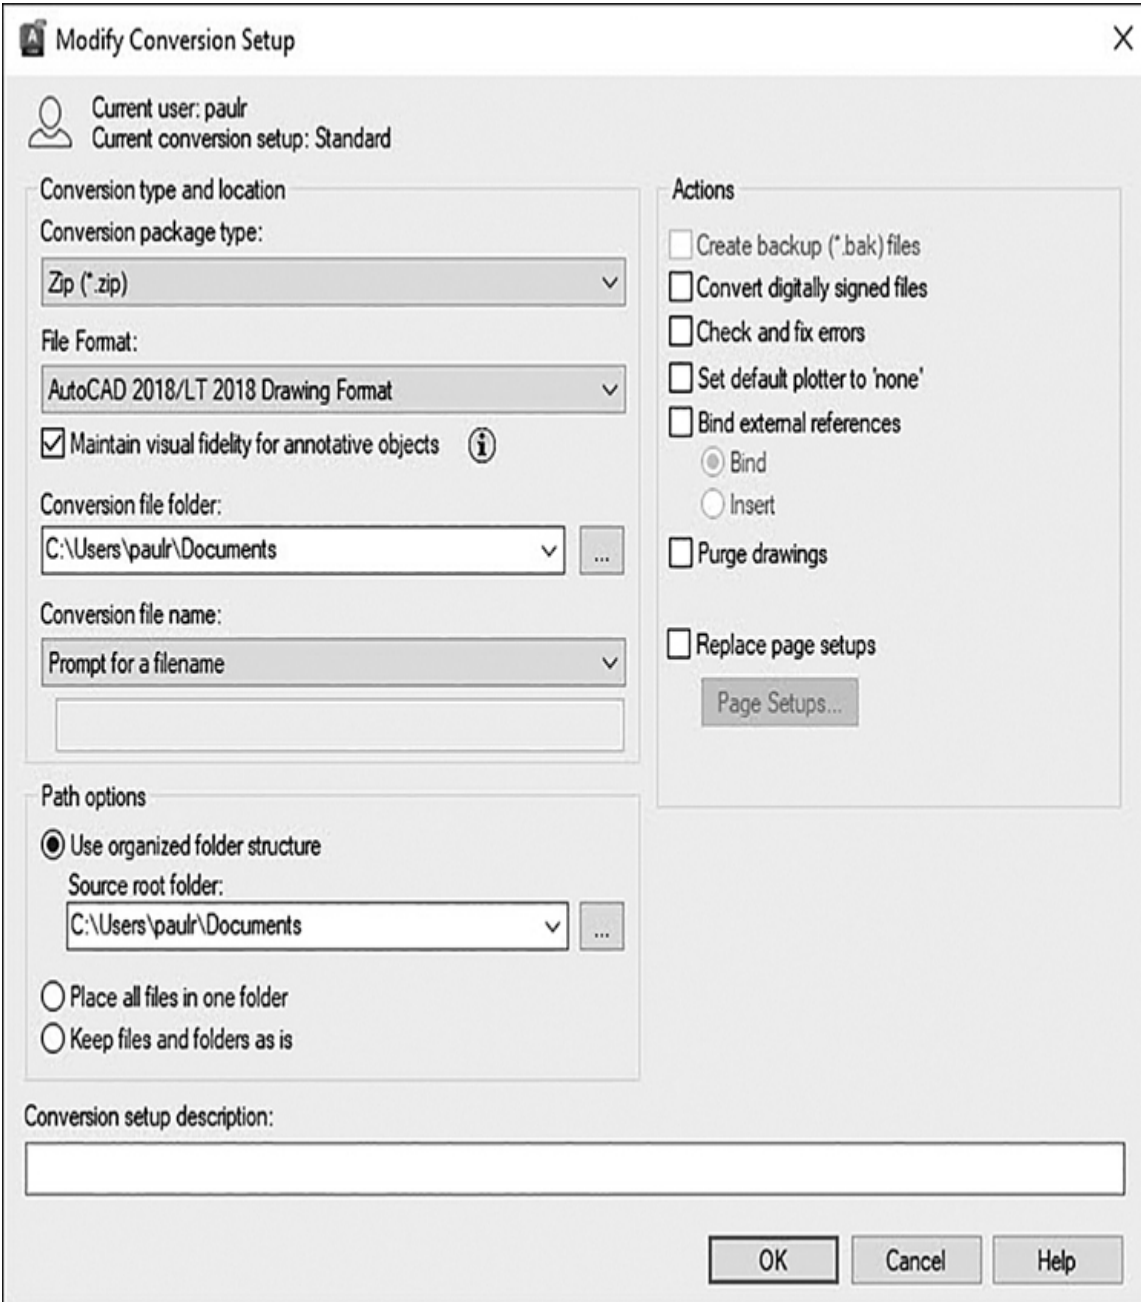 Modify Conversion Setup
Current user: paulr
Current conversion setup: Standard
Conversion type and location
Conversion package type:
Zip (*.zip)
File Format:
AutoCAD 2018/LT 2018 Drawing Format
Maintain visual fidelity for annotative objects
Conversion file folder:
C:\Users\paulr\Documents
...
Conversion file name:
Prompt for a filename
Path options
Use organized folder structure
Source root folder:
C:\Users\paulr\Documents
...
Place all files in one folder
Keep files and folders as is
Actions
Create backup (*.bak) files
Convert digitally signed files
Check and fix errors
Set default plotter to 'none'
Bind external references
Bind
Insert
Purge drawings
Replace page setups
Page Setups...
Conversion setup description:
OK
Cancel
Help